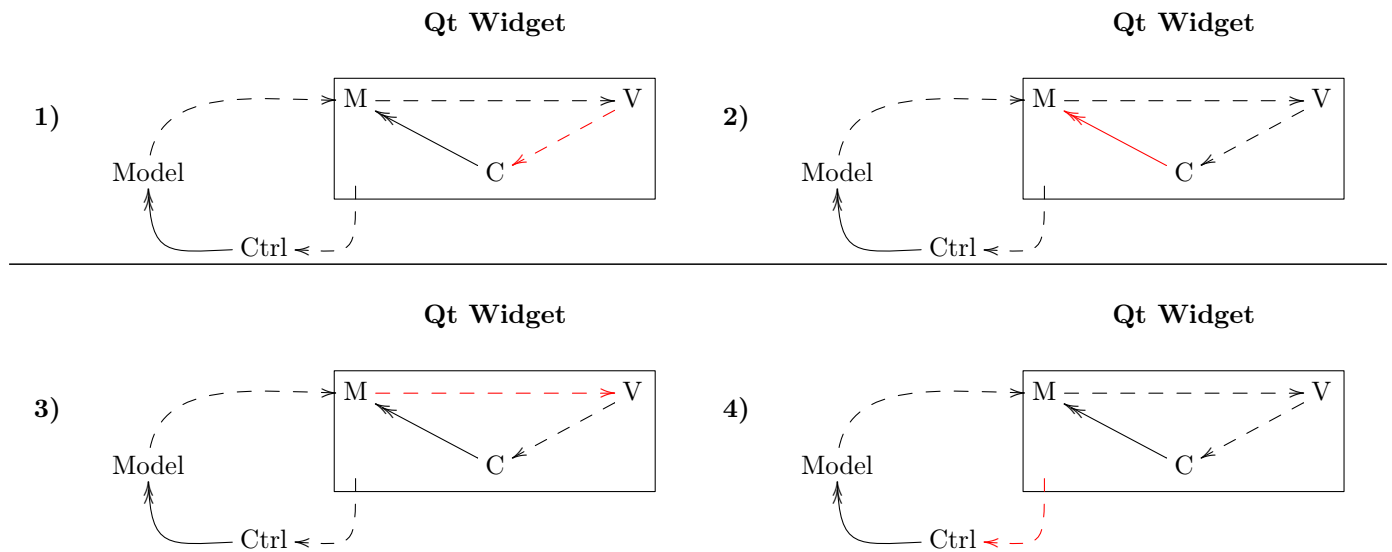 Qt Widget
Qt Widget
1)
M
V
2)
M
V
Model
C
Model
C
Ctrl
Ctrl
Qt Widget
Qt Widget
3)
M
V
4)
M
V
Model
C
Model
C
Ctrl
Ctrl